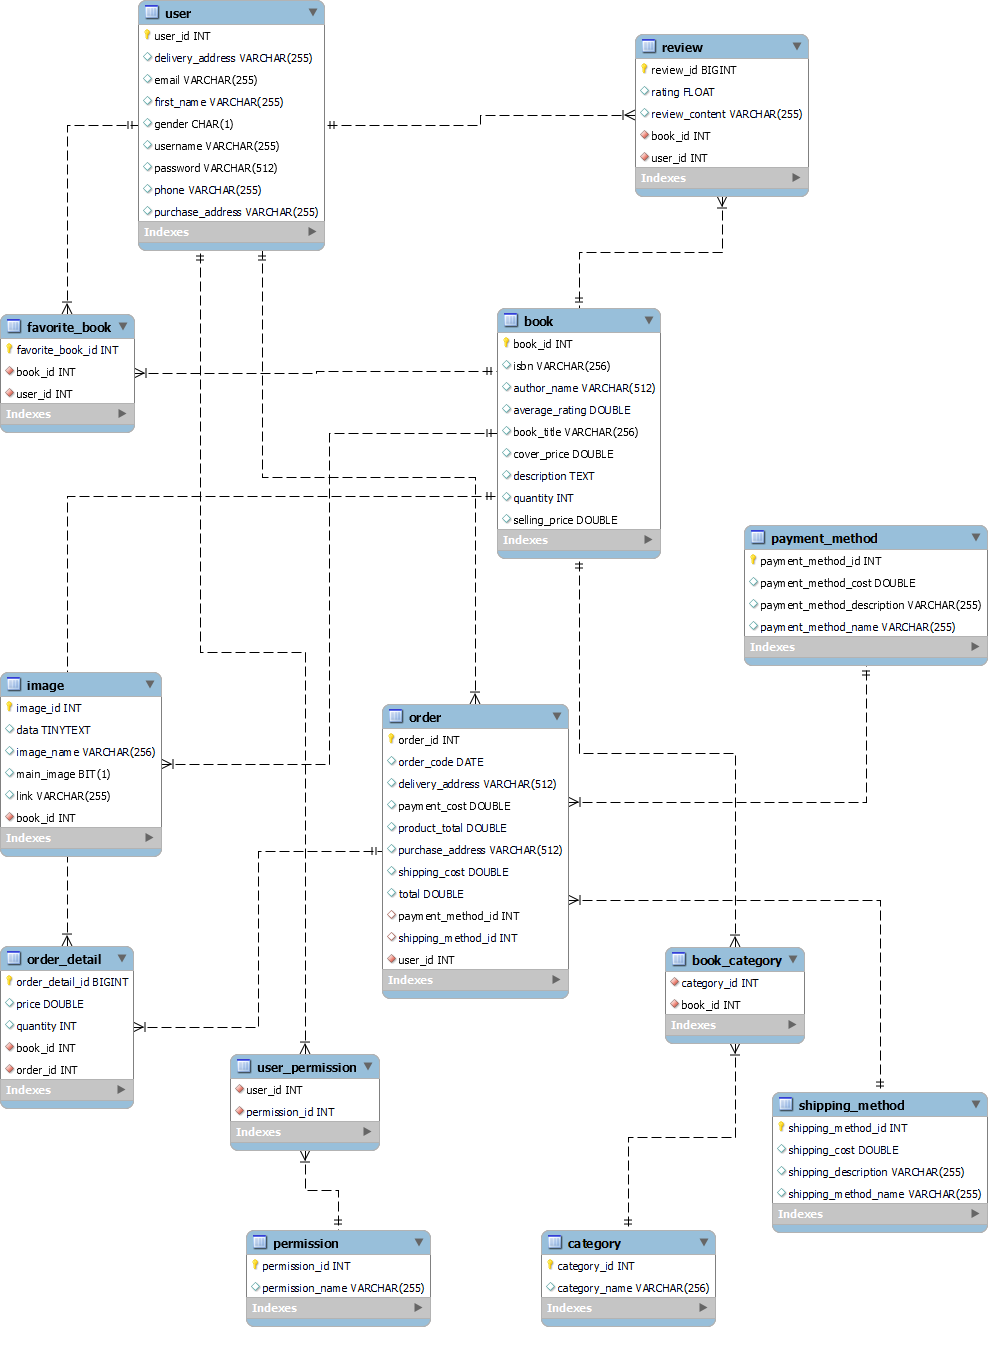 user
user_id INT
delivery_address VARCHAR(255)
email VARCHAR(255)
first_name VARCHAR(255)
gender CHAR(1)
username VARCHAR(255)
password VARCHAR(512)
phone VARCHAR(255)
purchase_address VARCHAR(255)
Indexes
review
review_id BIGINT
rating FLOAT
review_content VARCHAR(255)
book_id INT
user_id INT
Indexes
favorite_book
favorite_book_id INT
book_id INT
user_id INT
Indexes
book
book_id INT
isbn VARCHAR(256)
author_name VARCHAR(512)
average_rating DOUBLE
book_title VARCHAR(256)
cover_price DOUBLE
description TEXT
quantity INT
selling_price DOUBLE
Indexes
payment_method
payment_method_id INT
payment_method_cost DOUBLE
payment_method_description VARCHAR(255)
payment_method_name VARCHAR(255)
Indexes
image
image_id INT
data TINYTEXT
image_name VARCHAR(256)
main_image BIT(1)
link VARCHAR(255)
book_id INT
Indexes
order
order_id INT
order_code DATE
delivery_address VARCHAR(512)
payment_cost DOUBLE
product_total DOUBLE
purchase_address VARCHAR(512)
shipping_cost DOUBLE
total DOUBLE
payment_method_id INT
shipping_method_id INT
user_id INT
Indexes
order_detail
order_detail_id BIGINT
price DOUBLE
quantity INT
book_id INT
order_id INT
Indexes
book_category
category_id INT
book_id INT
Indexes
user_permission
user_id INT
permission_id INT
Indexes
shipping_method
shipping_method_id INT
shipping_cost DOUBLE
shipping_description VARCHAR(255)
shipping_method_name VARCHAR(255)
Indexes
permission
permission_id INT
permission_name VARCHAR(255)
Indexes
category
category_id INT
category_name VARCHAR(256)
Indexes